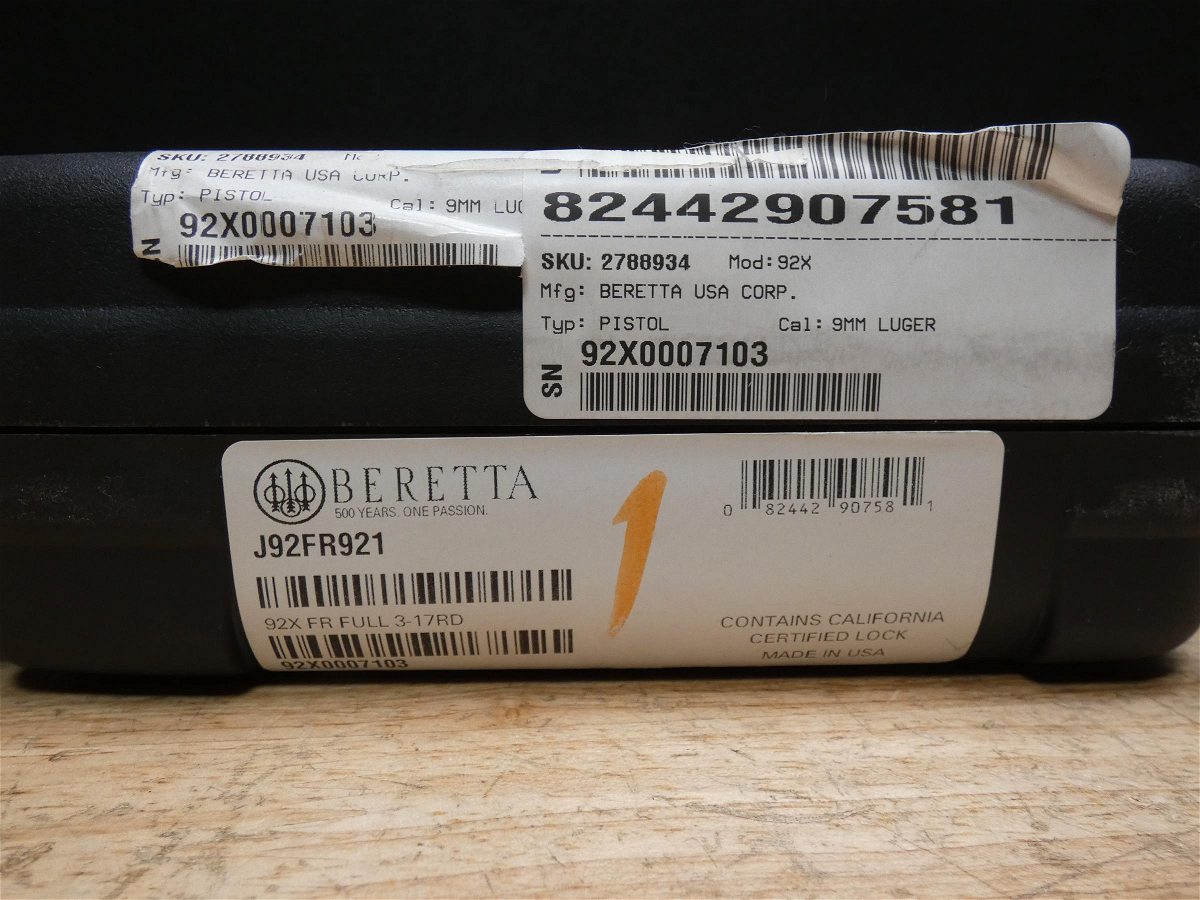 SKU: 2788934
Mfg: BERETTA USA CORP.
Typ: PISTOL Cal: 9MM
92X0007103
SN
82442907581
SKU: 2788934 Mod: 92X
Mfg: BERETTA USA CORP.
Typ: PISTOL Cal: 9MM LUGER
SN 92X0007103
BERETTA
500 YEARS. ONE PASSION.
J92FR921
92X FR FULL 3-17RD
92X0007103
1
0 82442 90758 1
CONTAINS CALIFORNIA
CERTIFIED LOCK
MADE IN USA